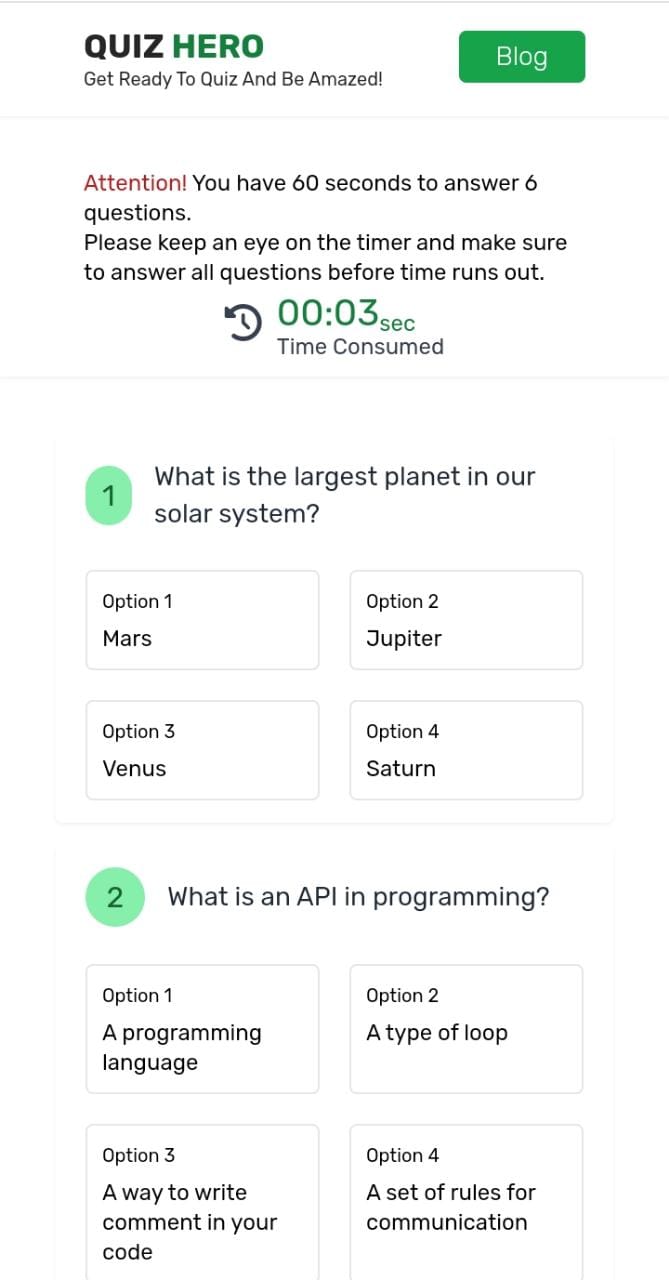 QUIZ HERO
Get Ready To Quiz And Be Amazed!
Blog
Attention! You have 60 seconds to answer 6
questions.
Please keep an eye on the timer and make sure
to answer all questions before time runs out.
00:03sec
Time Consumed
1
What is the largest planet in our
solar system?
Option 1
Mars
Option 2
Jupiter
Option 3
Venus
Option 4
Saturn
2
What is an API in programming?
Option 1
A programming
language
Option 2
A type of loop
Option 3
A way to write
comment in your
code
Option 4
A set of rules for
communication